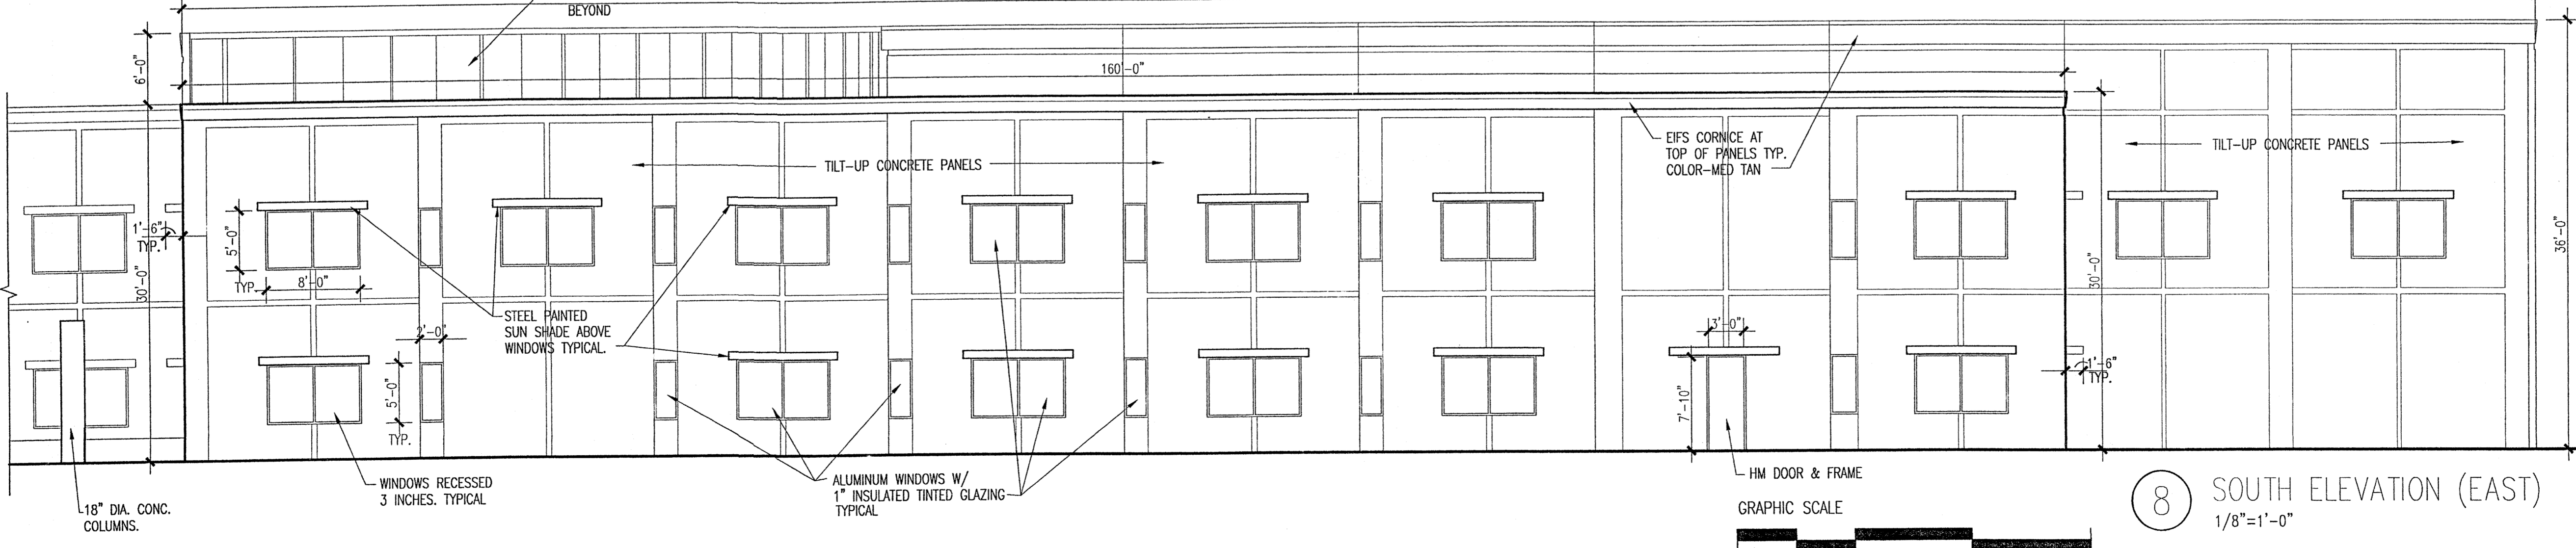 BEYOND
6'-0"
160'-0"
EIFS CORNICE AT
TOP OF PANELS TYP.
COLOR-MED TAN
TILT-UP CONCRETE PANELS
TILT-UP CONCRETE PANELS
1'-6"
TYP.
5'-0"
TYP.
8'-0"
30'-0"
30'-0"
36'-0"
STEEL PAINTED
SUN SHADE ABOVE
WINDOWS TYPICAL.
2'-0"
5'-0"
TYP.
3'-0"
7'-10"
1'-6"
TYP.
18" DIA. CONC.
COLUMNS.
WINDOWS RECESSED
3 INCHES. TYPICAL
ALUMINUM WINDOWS W/
1" INSULATED TINTED GLAZING
TYPICAL
HM DOOR & FRAME
GRAPHIC SCALE
8 SOUTH ELEVATION (EAST)
1/8"=1'-0"